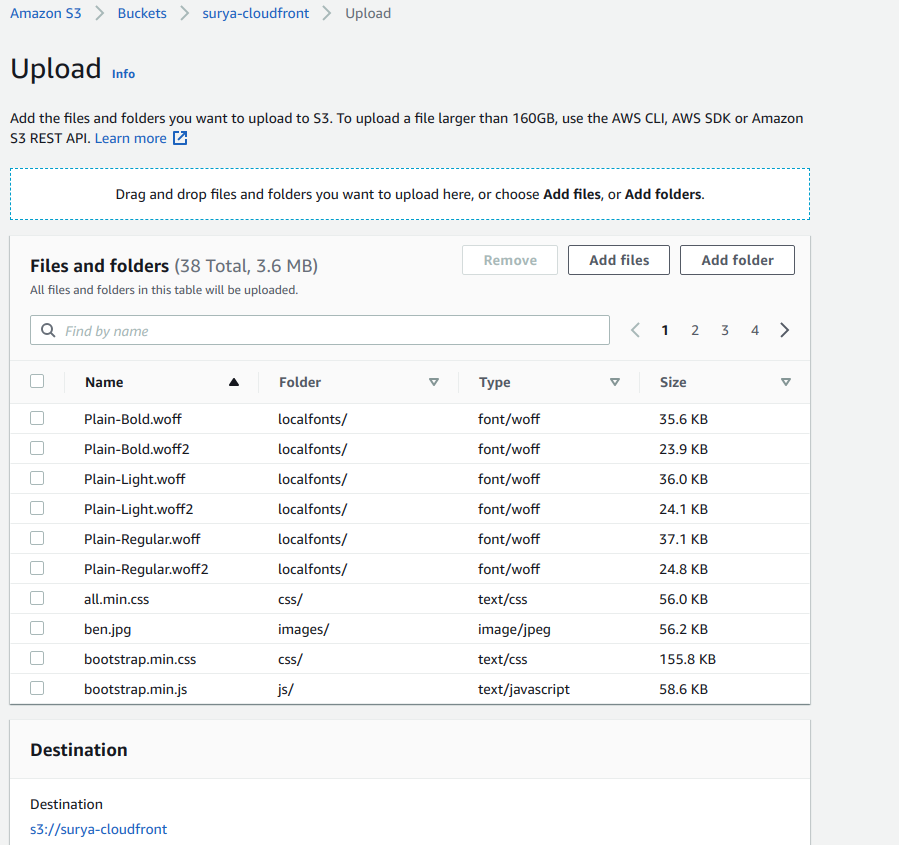 Amazon S3 > Buckets > surya-cloudfront > Upload
Upload Info
Add the files and folders you want to upload to S3. To upload a file larger than 160GB, use the AWS CLI, AWS SDK or Amazon
S3 REST API. Learn more
Drag and drop files and folders you want to upload here, or choose Add files, or Add folders.
Files and folders (38 Total, 3.6 MB) Remove Add files Add folder
All files and folders in this table will be uploaded.
Find by name < 1 2 3 4 >
Name Folder Type Size
Plain-Bold.woff localfonts/ font/woff 35.6 KB
Plain-Bold.woff2 localfonts/ font/woff 23.9 KB
Plain-Light.woff localfonts/ font/woff 36.0 KB
Plain-Light.woff2 localfonts/ font/woff 24.1 KB
Plain-Regular.woff localfonts/ font/woff 37.1 KB
Plain-Regular.woff2 localfonts/ font/woff 24.8 KB
all.min.css css/ text/css 56.0 KB
ben.jpg images/ image/jpeg 56.2 KB
bootstrap.min.css css/ text/css 155.8 KB
bootstrap.min.js js/ text/javascript 58.6 KB
Destination
Destination
s3://surya-cloudfront